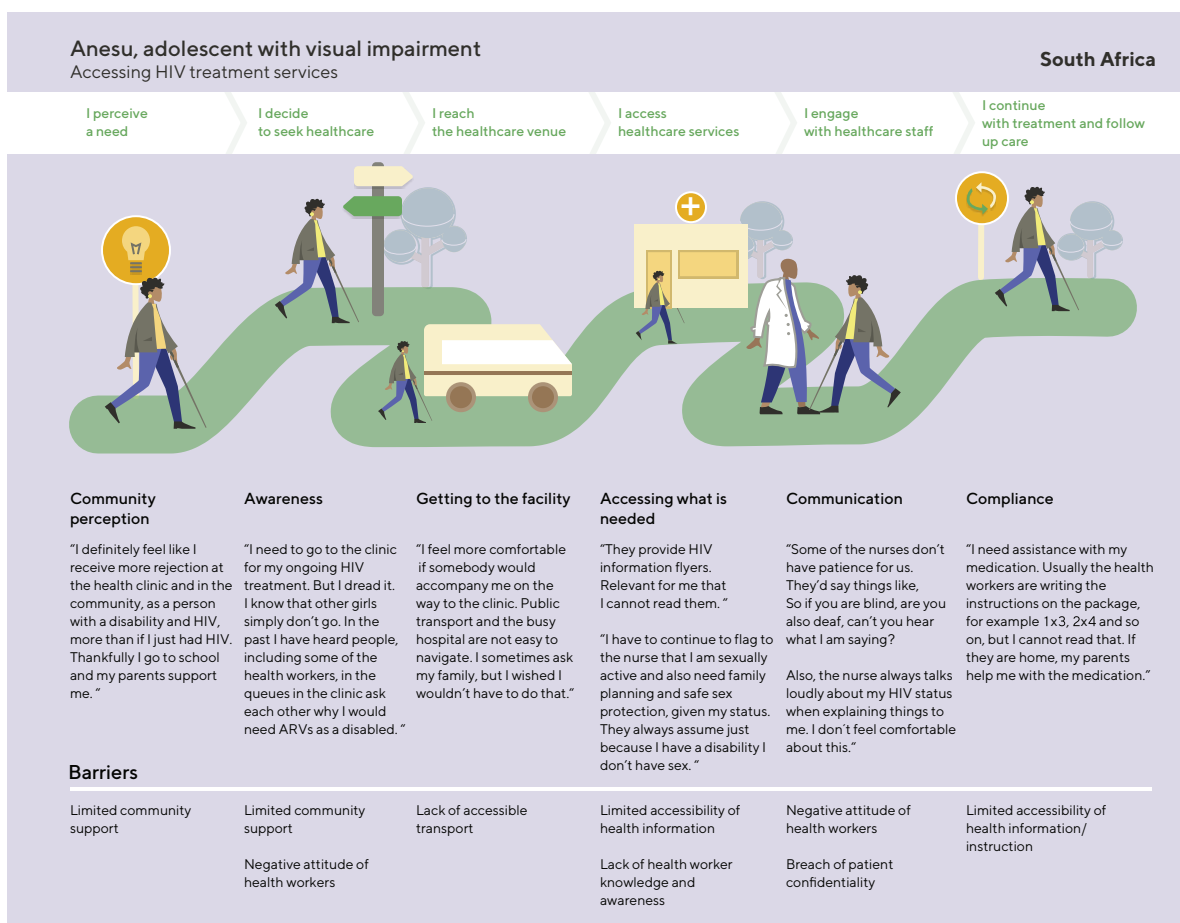 Anesu, adolescent with visual impairment
Accessing HIV treatment services
South Africa
I perceive
a need
I decide
to seek healthcare
I reach
the healthcare venue
I access
healthcare services
I engage
with healthcare staff
I continue
with treatment and follow
up care
Community
perception
"I definitely feel like I
receive more rejection at
the health clinic and in the
community, as a person
with a disability and HIV,
more than if I just had HIV.
Thankfully I go to school
and my parents support
me."
Awareness
"I need to go to the clinic
for my ongoing HIV
treatment. But I dread it.
I know that other girls
simply don't go. In the
past I have heard people,
including some of the
health workers, in the
queues in the clinic ask
each other why I would
need ARVs as a disabled. "
Getting to the facility
"I feel more comfortable
if somebody would
accompany me on the
way to the clinic. Public
transport and the busy
hospital are not easy to
navigate. I sometimes ask
my family, but I wished I
wouldn't have to do that."
Accessing what is
needed
"They provide HIV
information flyers.
Relevant for me that
I cannot read them. "
"I have to continue to flag to
the nurse that I am sexually
active and also need family
planning and safe sex
protection, given my status.
They always assume just
because I have a disability I
don't have sex. "
Communication
"Some of the nurses don't
have patience for us.
They'd say things like,
So if you are blind, are you
also deaf, can't you hear
what I am saying?
Also, the nurse always talks
loudly about my HIV status
when explaining things to
me. I don't feel comfortable
about this."
Compliance
"I need assistance with my
medication. Usually the health
workers are writing the
instructions on the package,
for example 1x3, 2x4 and so
on, but I cannot read that. If
they are home, my parents
help me with the medication."
Barriers
Limited community
support
Limited community
support
Negative attitude of
health workers
Lack of accessible
transport
Limited accessibility of
health information
Lack of health worker
knowledge and
awareness
Negative attitude of
health workers
Breach of patient
confidentiality
Limited accessibility of
health information/
instruction